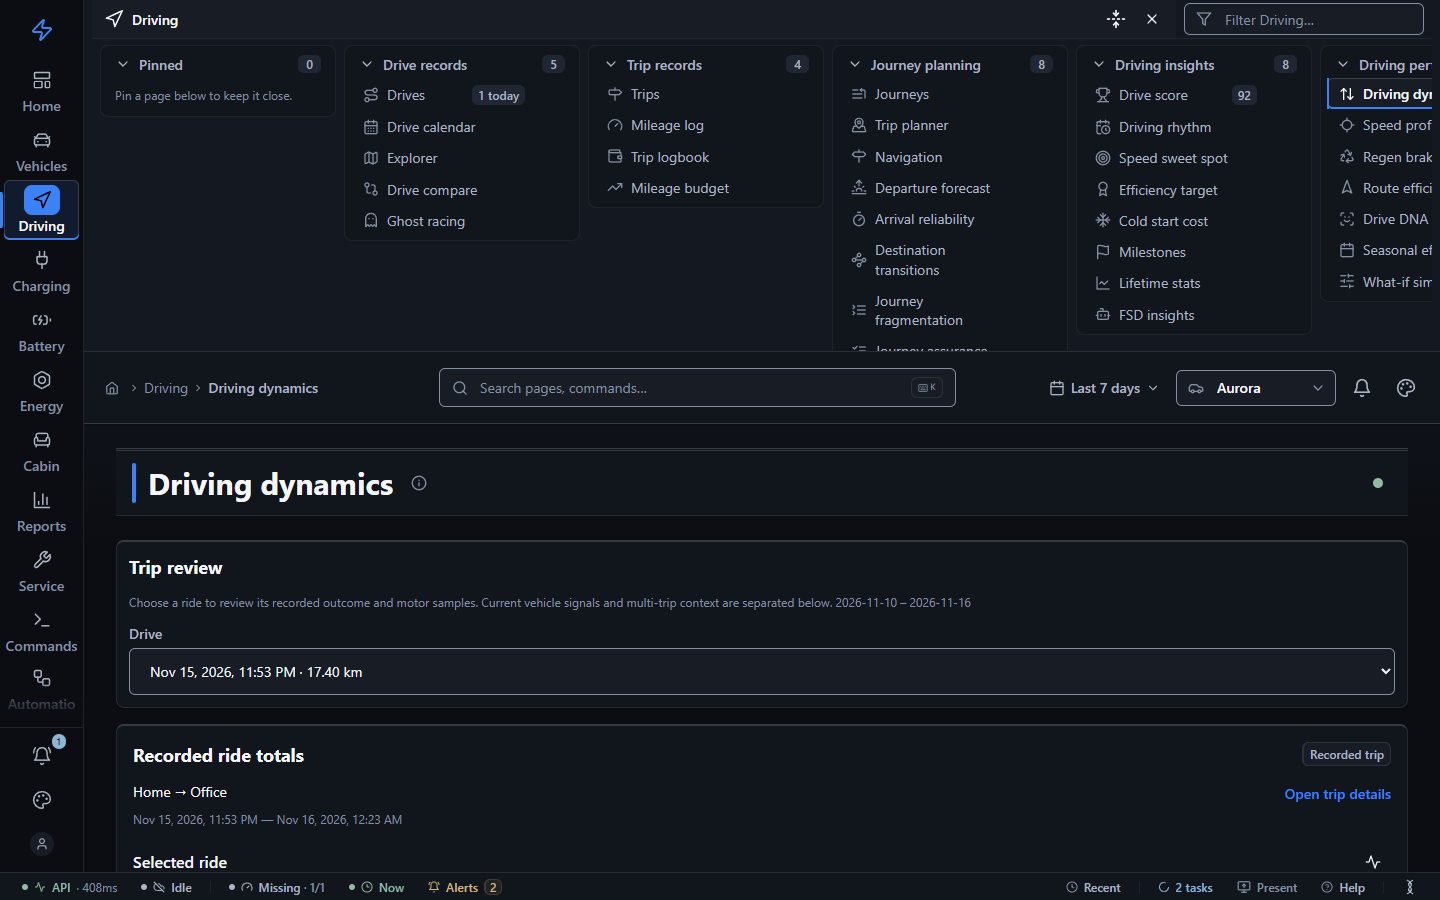 Driving
Filter Driving...
Home
Vehicles
Driving
Charging
Battery
Energy
Cabin
Reports
Service
Commands
Automatio
1
Pinned 0
Pin a page below to keep it close.
Drive records 5
Drives 1 today
Drive calendar
Explorer
Drive compare
Ghost racing
Trip records 4
Trips
Mileage log
Trip logbook
Mileage budget
Journey planning 8
Journeys
Trip planner
Navigation
Departure forecast
Arrival reliability
Destination
transitions
Journey
fragmentation
Journey assurance
Driving insights 8
Drive score 92
Driving rhythm
Speed sweet spot
Efficiency target
Cold start cost
Milestones
Lifetime stats
FSD insights
Driving per
Driving dyn
Speed prof
Regen brak
Route effici
Drive DNA
Seasonal ef
What-if sim
Driving > Driving dynamics
Search pages, commands... K
Last 7 days
Aurora
Driving dynamics
Trip review
Choose a ride to review its recorded outcome and motor samples. Current vehicle signals and multi-trip context are separated below. 2026-11-10 – 2026-11-16
Drive
Nov 15, 2026, 11:53 PM · 17.40 km
Recorded ride totals
Recorded trip
Home → Office
Open trip details
Nov 15, 2026, 11:53 PM — Nov 16, 2026, 12:23 AM
Selected ride
API · 408ms Idle Missing · 1/1 Now Alerts 2 Recent 2 tasks Present Help